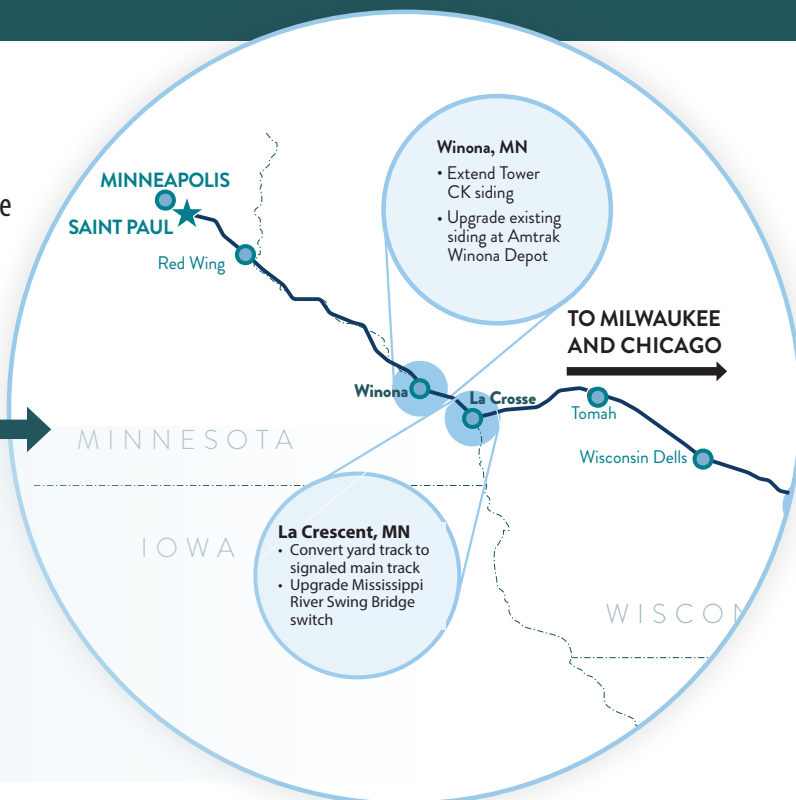 e
Winona, MN
• Extend Tower
CK siding
• Upgrade existing
siding at Amtrak
Winona Depot
MINNEAPOLIS
SAINT PAUL
Red Wing
TO MILWAUKEE
AND CHICAGO
Winona
La Crosse
Tomah
MINNESOTA
Wisconsin Dells
La Crescent, MN
• Convert yard track to
signaled main track
• Upgrade Mississippi
River Swing Bridge
switch
IOWA
WISCON